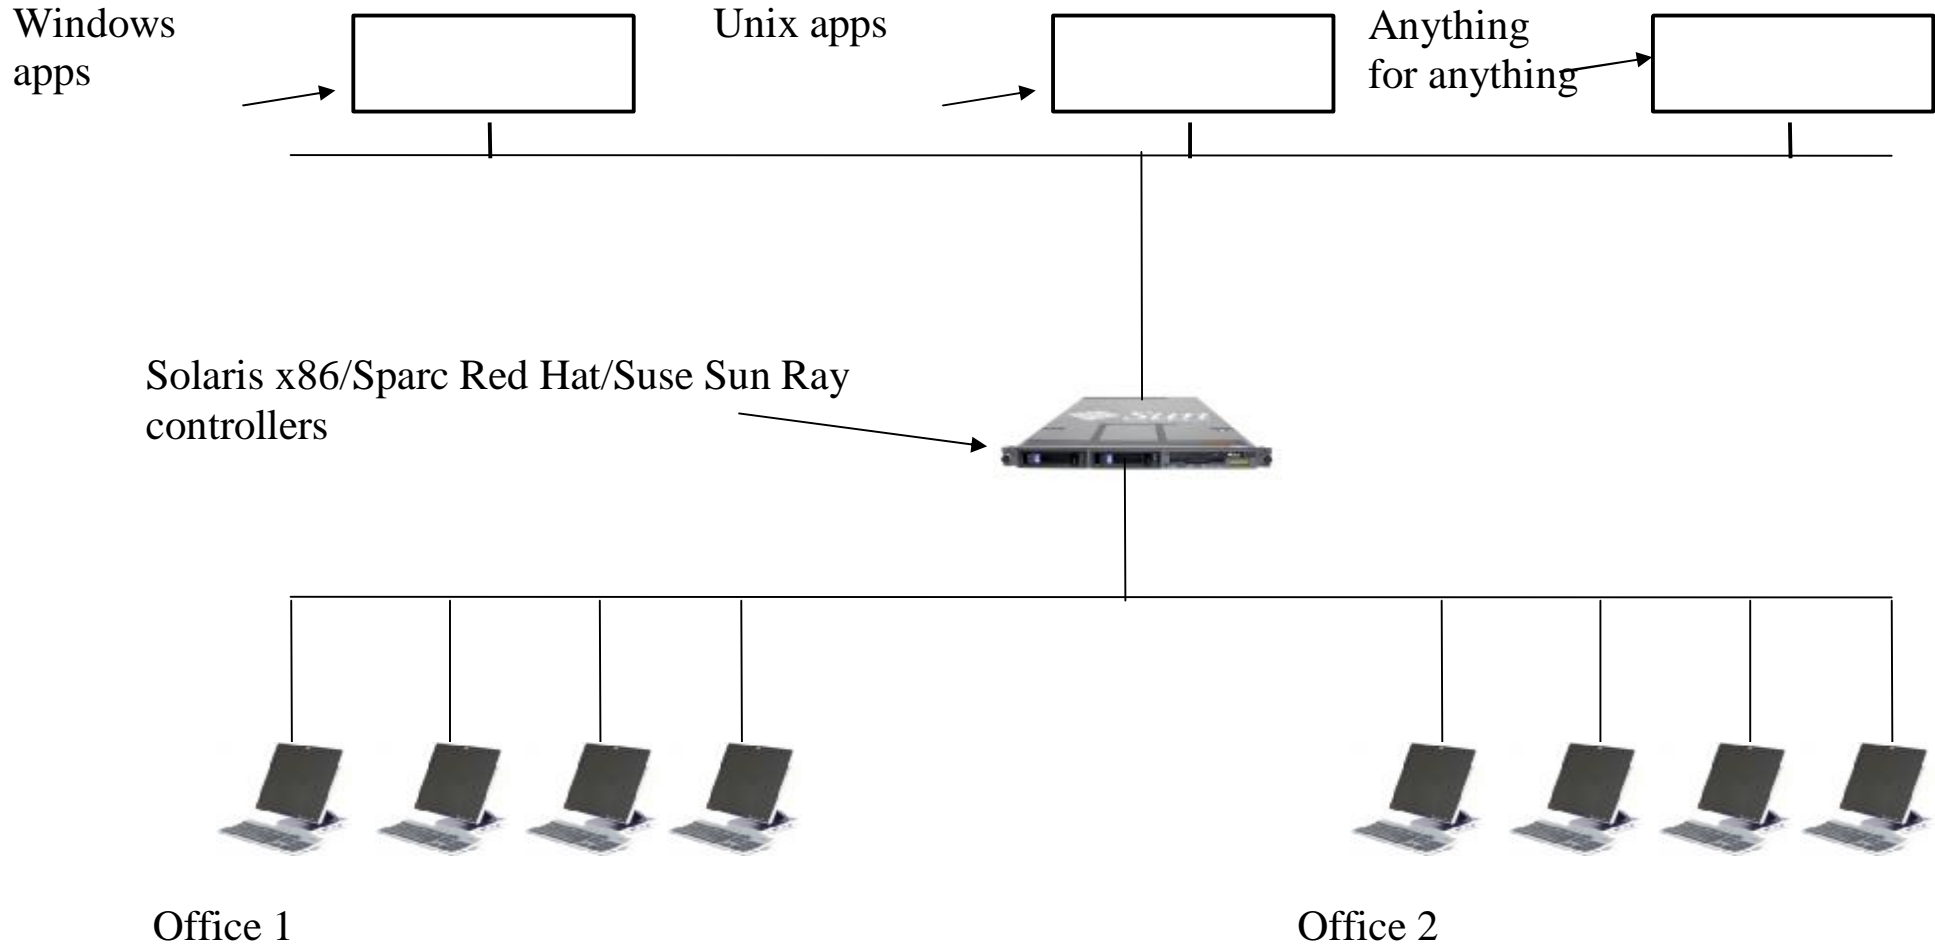 Windows
apps
Unix apps
Anything
for anything
Solaris x86/Sparc Red Hat/Suse Sun Ray
controllers
Sun
Office 1
Office 2